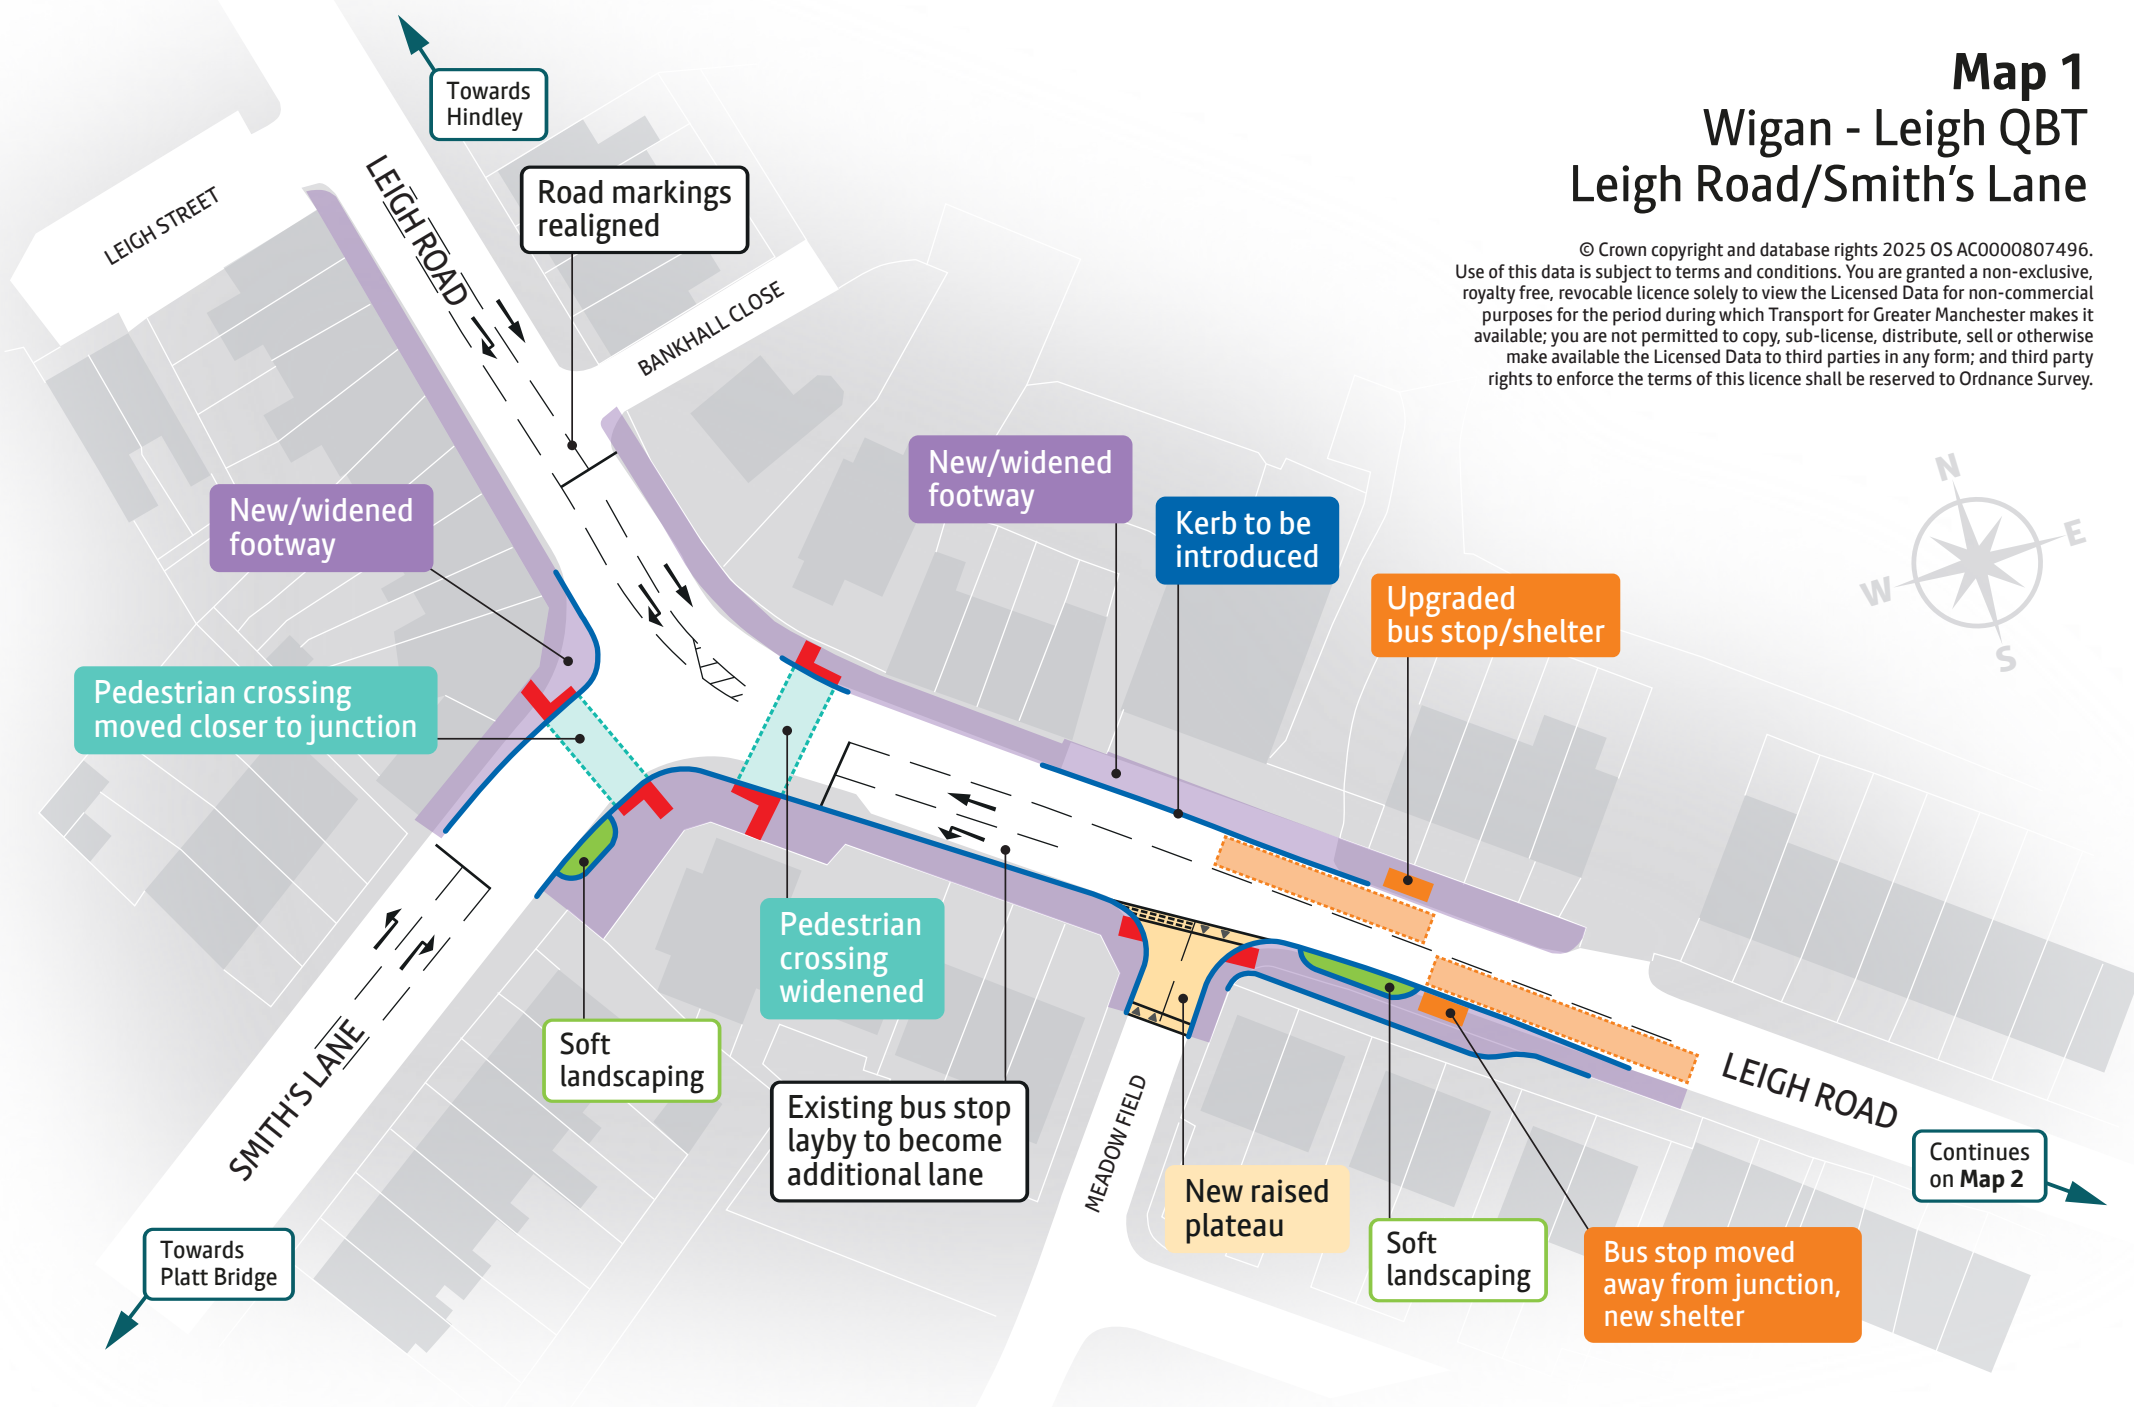 Map 1
Wigan - Leigh QBT
Leigh Road/Smith's Lane
© Crown copyright and database rights 2025 OS AC0000807496.
Use of this data is subject to terms and conditions. You are granted a non-exclusive,
royalty free, revocable licence solely to view the Licensed Data for non-commercial
purposes for the period during which Transport for Greater Manchester makes it
available; you are not permitted to copy, sub-license, distribute, sell or otherwise
make available the Licensed Data to third parties in any form; and third party
rights to enforce the terms of this licence shall be reserved to Ordnance Survey.
Towards
Hindley
LEIGH STREET
LEIGH ROAD
Road markings
realigned
BANKHALL CLOSE
New/widened
footway
New/widened
footway
Kerb to be
introduced
Upgraded
bus stop/shelter
N
E
S
W
Pedestrian crossing
moved closer to junction
Pedestrian
crossing
widenened
Soft
landscaping
Existing bus stop
layby to become
additional lane
SMITH'S LANE
MEADOW FIELD
New raised
plateau
Soft
landscaping
Bus stop moved
away from junction,
new shelter
LEIGH ROAD
Continues
on Map 2
Towards
Platt Bridge